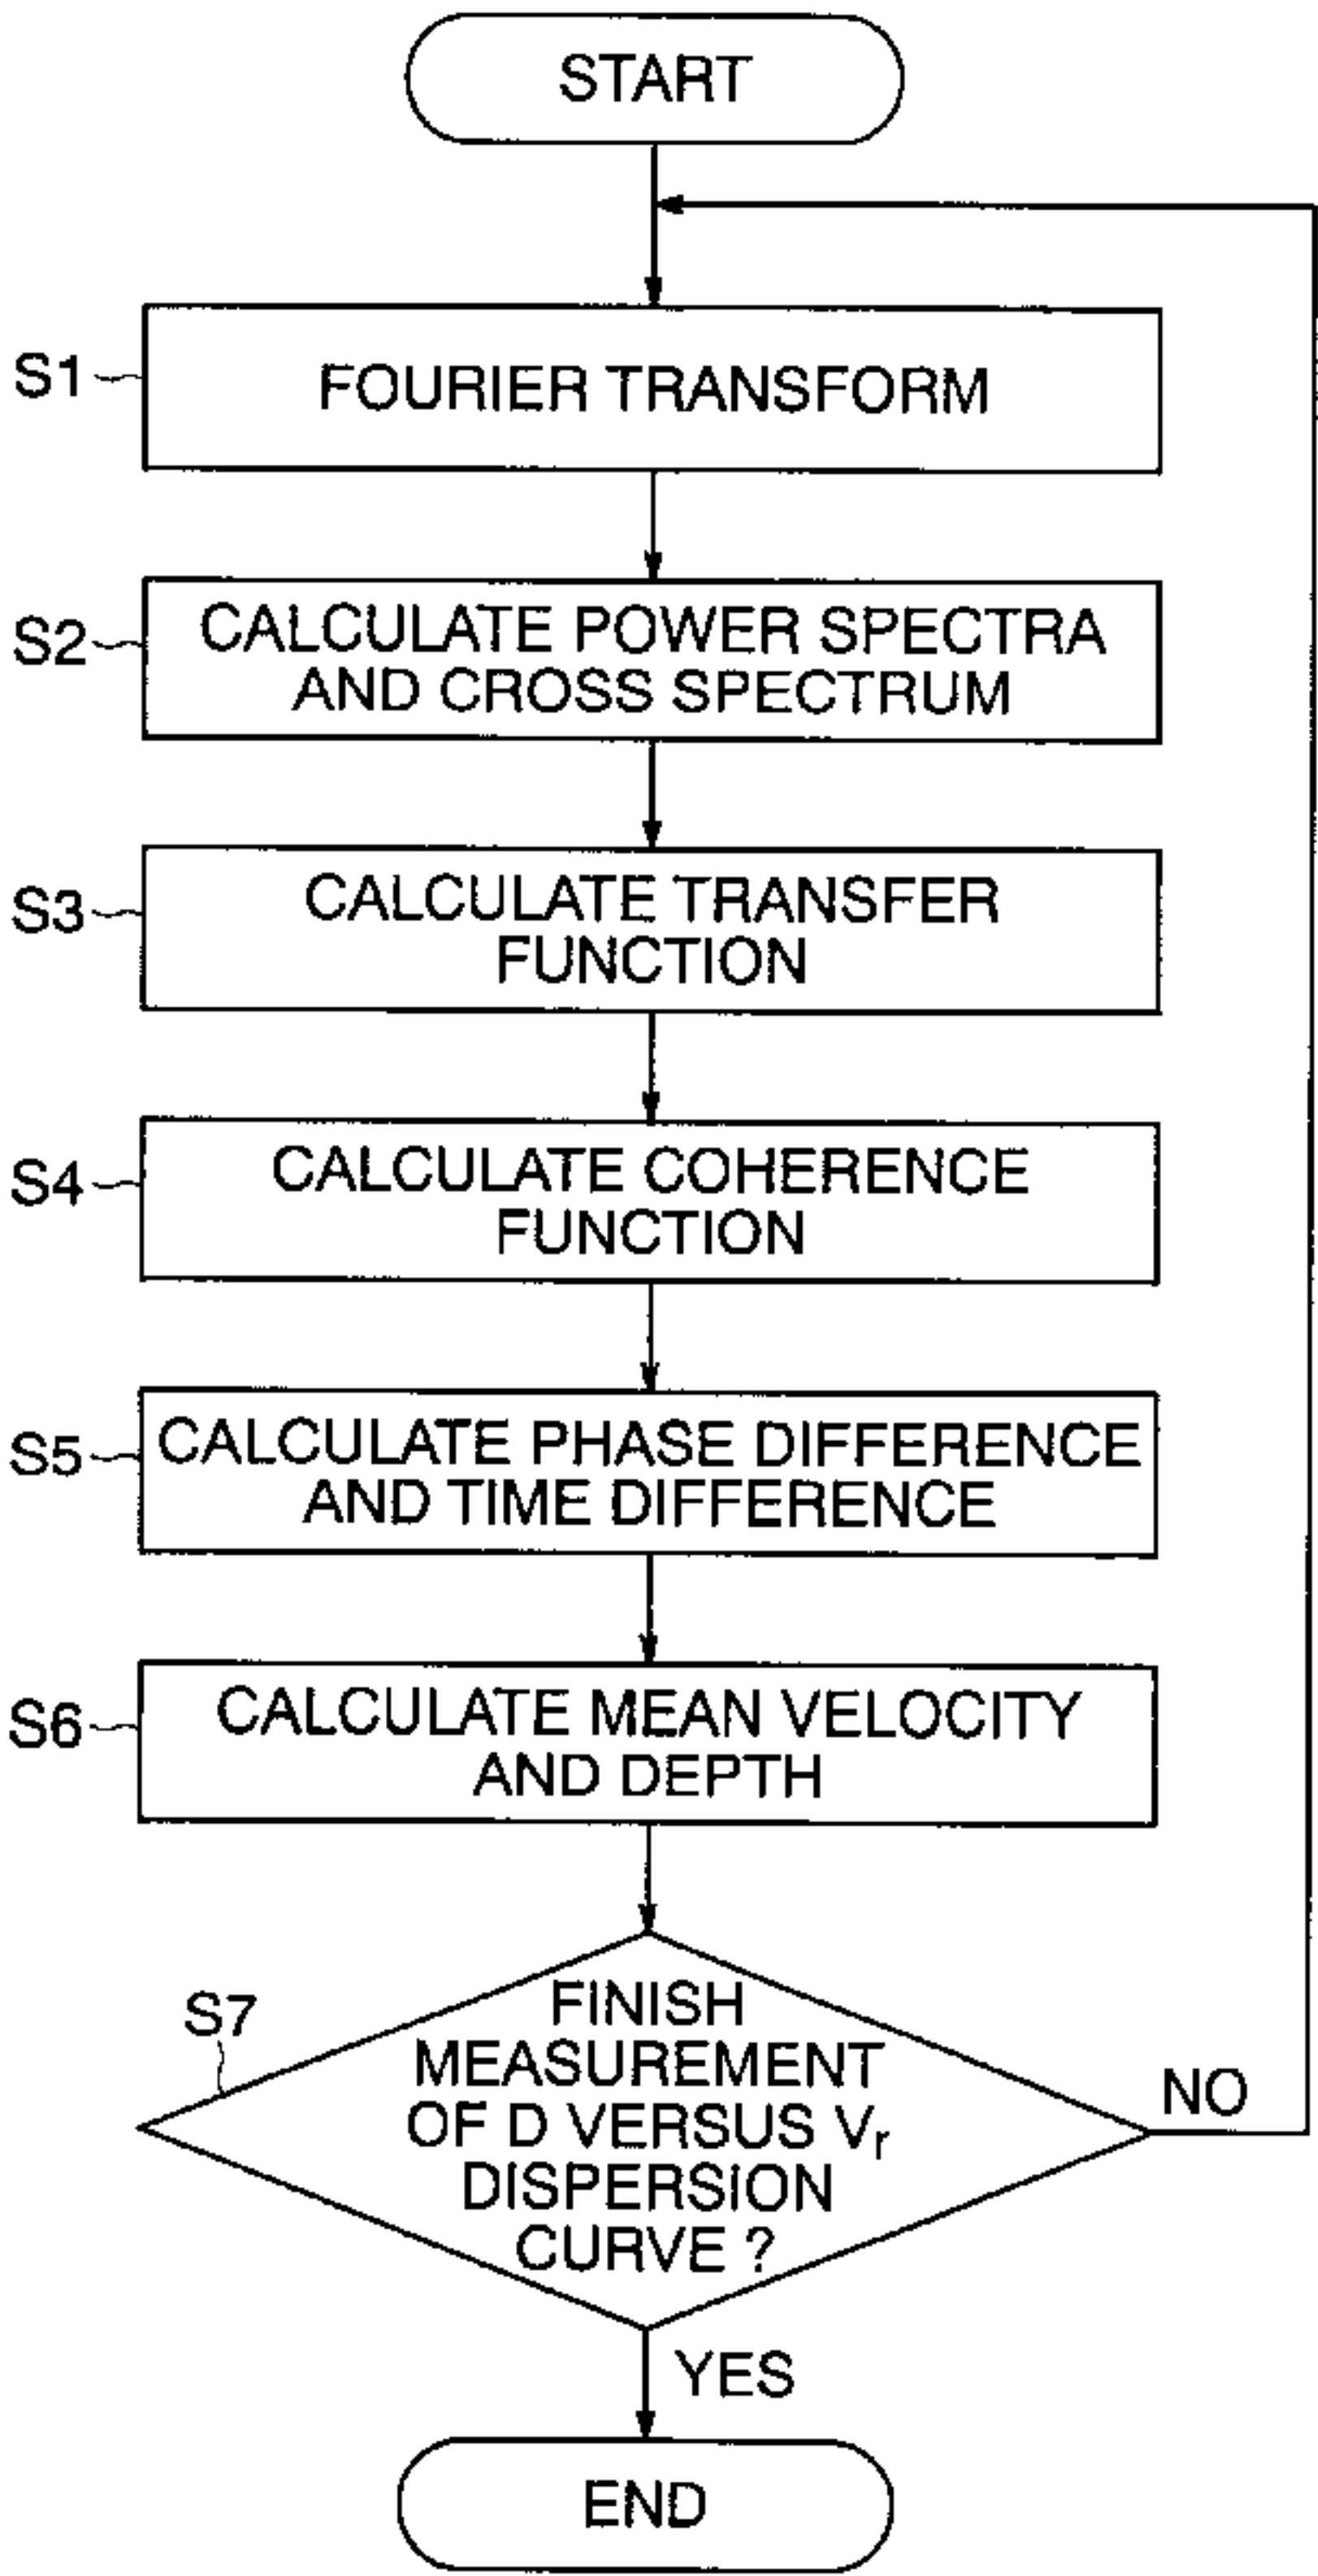 START
S1
FOURIER TRANSFORM
S2
CALCULATE POWER SPECTRA
AND CROSS SPECTRUM
S3
CALCULATE TRANSFER
FUNCTION
S4
CALCULATE COHERENCE
FUNCTION
S5
CALCULATE PHASE DIFFERENCE
AND TIME DIFFERENCE
S6
CALCULATE MEAN VELOCITY
AND DEPTH
S7
FINISH
MEASUREMENT
OF D VERSUS Vr
DISPERSION
CURVE ?
NO
YES
END